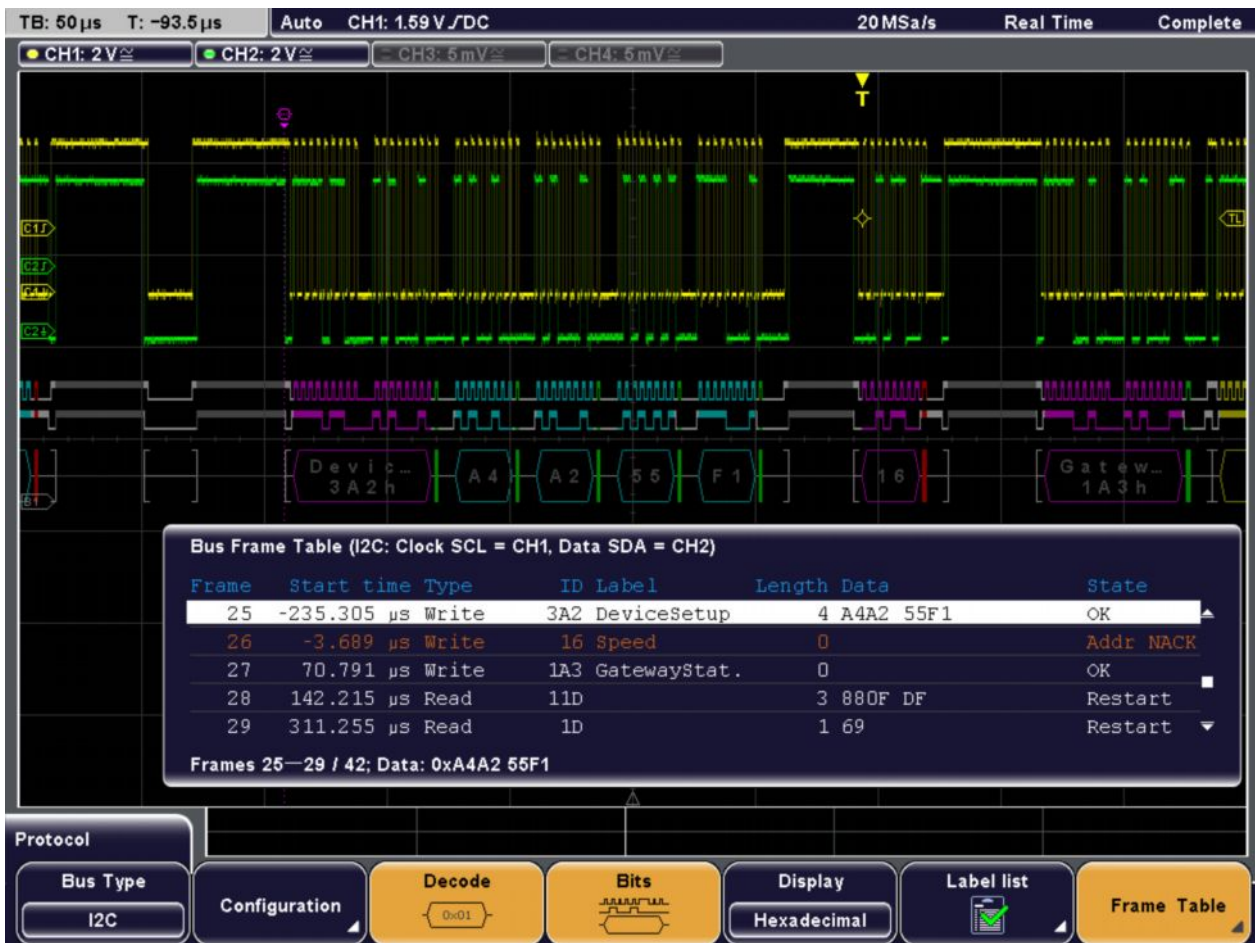 TB: 50 µs T: −93.5 µs Auto CH1: 1.59 V DC 20 MSa/s Real Time Complete
CH1: 2 V CH2: 2 V CH3: 5 mV CH4: 5 mV
T
C1
TL
C2
C2
Devic… A4 A2 55 F1 16 Gatew…
3A2h 1A3h
B1
Bus Frame Table (I2C: Clock SCL = CH1, Data SDA = CH2)
Frame Start time Type ID Label Length Data State
25 -235.305 µs Write 3A2 DeviceSetup 4 A4A2 55F1 OK
26 -3.689 µs Write 16 Speed 0 Addr NACK
27 70.791 µs Write 1A3 GatewayStat. 0 OK
28 142.215 µs Read 11D 3 880F DF Restart
29 311.255 µs Read 1D 1 69 Restart
Frames 25—29 / 42; Data: 0xA4A2 55F1
Protocol
Bus Type Configuration Decode Bits Display Label list Frame Table
I2C 0x01 Hexadecimal